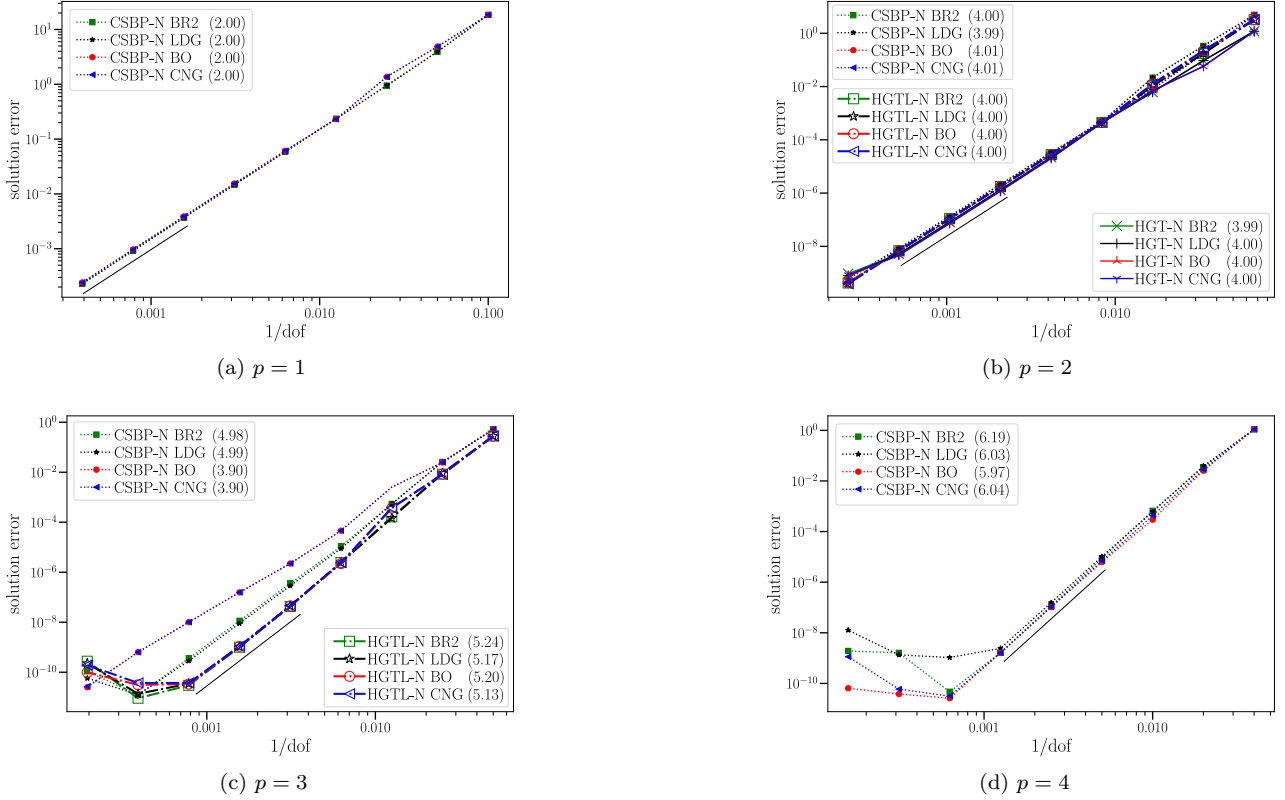 CSBP-N BR2 (2.00)
CSBP-N LDG (2.00)
CSBP-N BO (2.00)
CSBP-N CNG (2.00)
solution error
10^1
10^0
10^-1
10^-2
10^-3
0.001 0.010 0.100
1/dof
(a) p = 1
CSBP-N BR2 (4.00)
CSBP-N LDG (3.99)
CSBP-N BO (4.01)
CSBP-N CNG (4.01)
HGTL-N BR2 (4.00)
HGTL-N LDG (4.00)
HGTL-N BO (4.00)
HGTL-N CNG (4.00)
HGT-N BR2 (3.99)
HGT-N LDG (4.00)
HGT-N BO (4.00)
HGT-N CNG (4.00)
solution error
10^0
10^-2
10^-4
10^-6
10^-8
0.001 0.010
1/dof
(b) p = 2
CSBP-N BR2 (4.98)
CSBP-N LDG (4.99)
CSBP-N BO (3.90)
CSBP-N CNG (3.90)
HGTL-N BR2 (5.24)
HGTL-N LDG (5.17)
HGTL-N BO (5.20)
HGTL-N CNG (5.13)
solution error
10^0
10^-2
10^-4
10^-6
10^-8
10^-10
0.001 0.010
1/dof
(c) p = 3
CSBP-N BR2 (6.19)
CSBP-N LDG (6.03)
CSBP-N BO (5.97)
CSBP-N CNG (6.04)
solution error
10^0
10^-2
10^-4
10^-6
10^-8
10^-10
0.001 0.010
1/dof
(d) p = 4